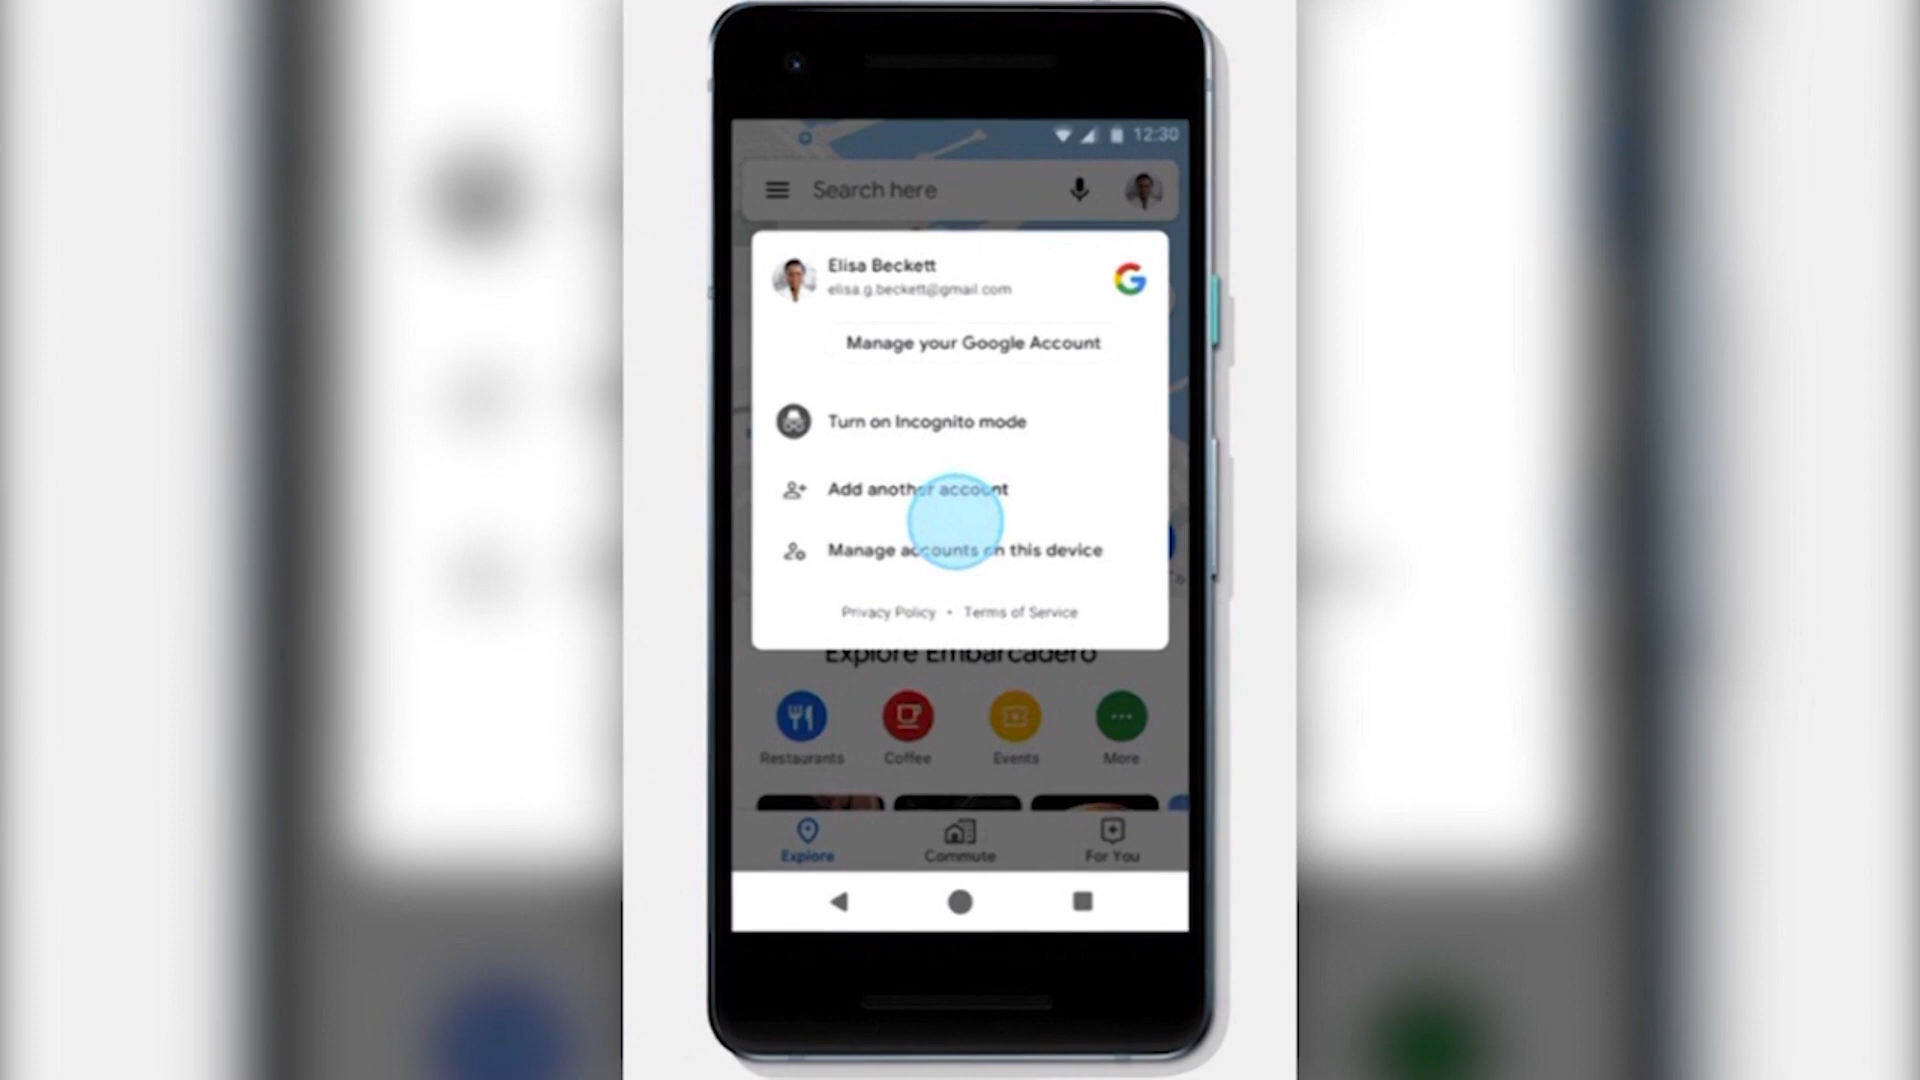 12:30
Search here
Elisa Beckett
elisa.g.beckett@gmail.com
Manage your Google Account
Turn on Incognito mode
Add another account
Manage accounts on this device
Privacy Policy • Terms of Service
Explore Embarcadero
Restaurants Coffee Events More
Explore Commute For You